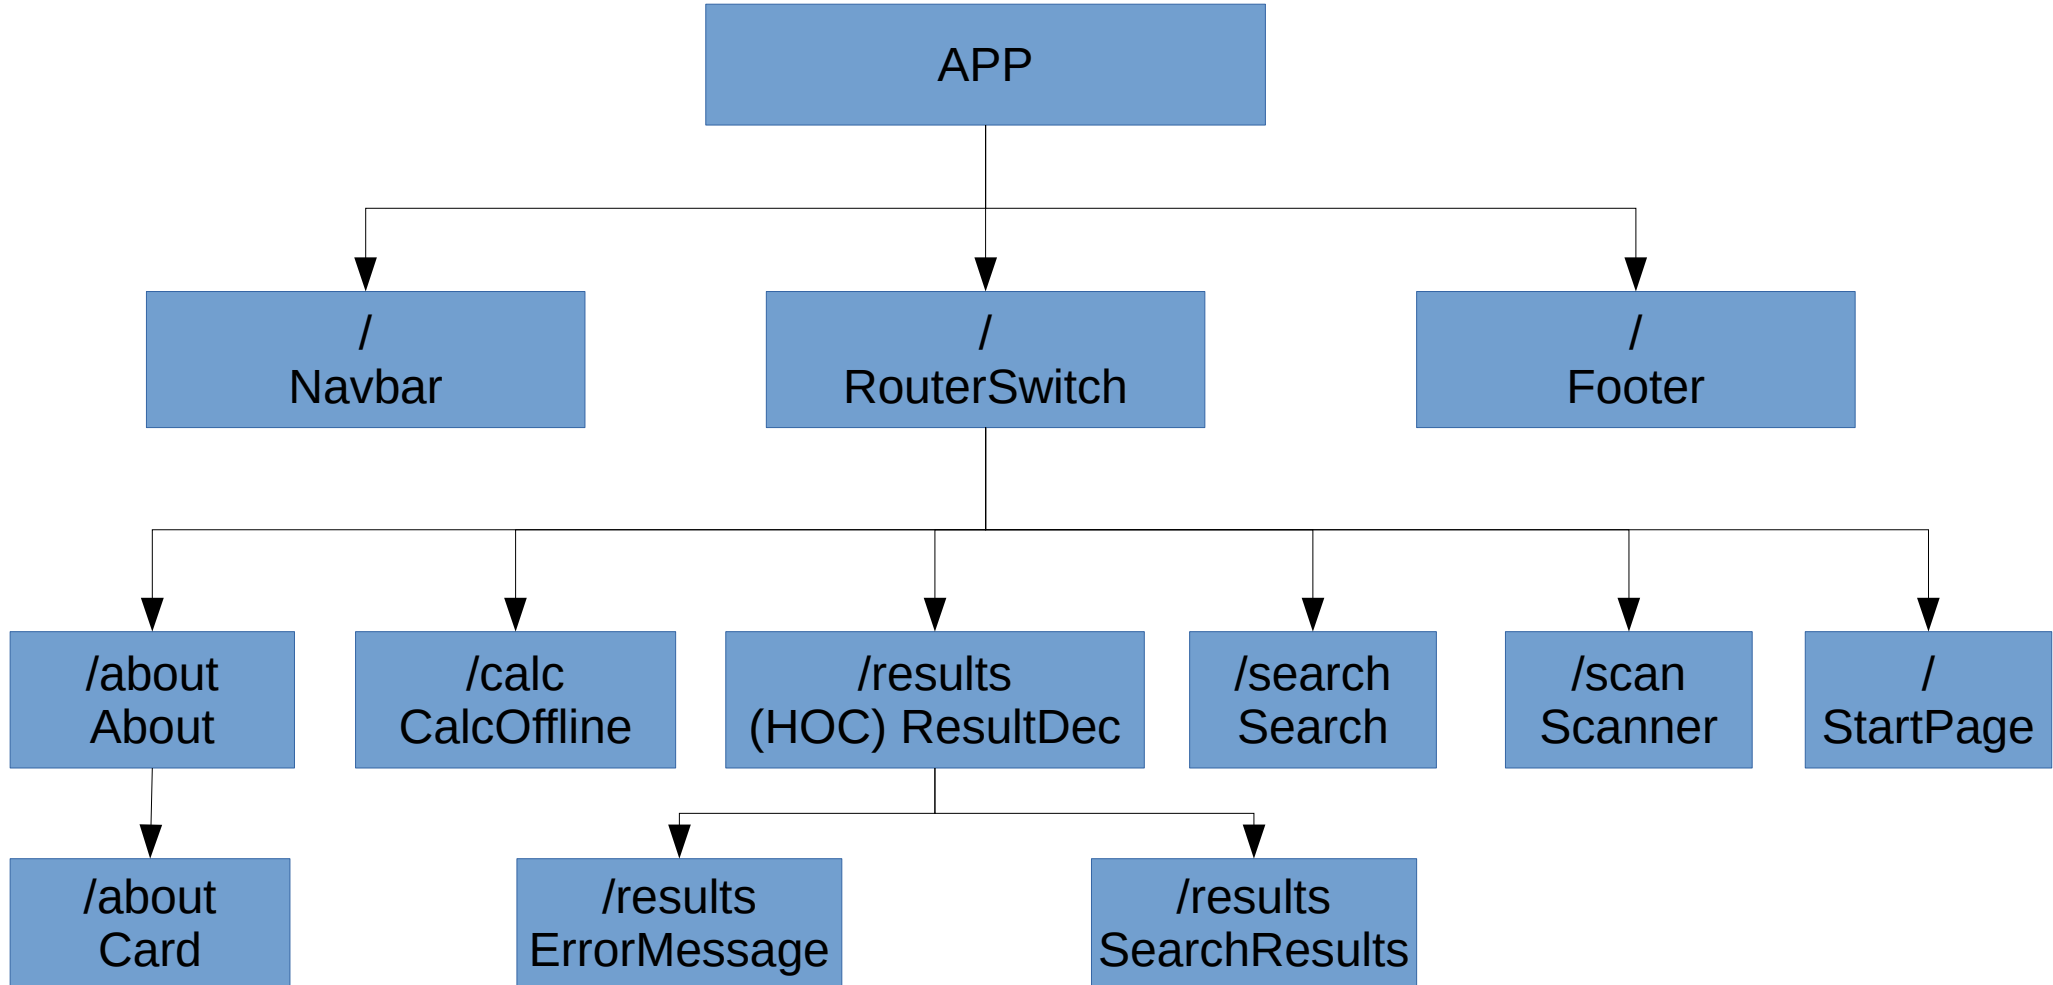 APP
/
Navbar
/
RouterSwitch
/
Footer
/about
About
/calc
CalcOffline
/results
(HOC) ResultDec
/search
Search
/scan
Scanner
/
StartPage
/about
Card
/results
ErrorMessage
/results
SearchResults